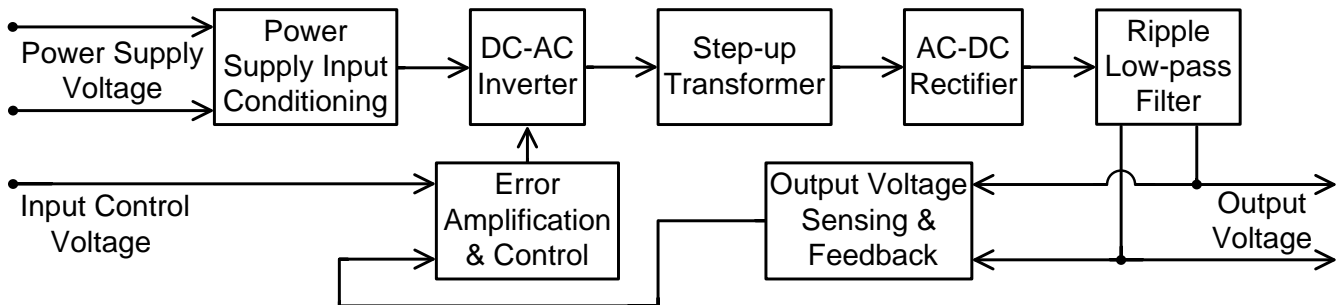 Power Supply
Voltage
Power
Supply Input
Conditioning
DC-AC
Inverter
Step-up
Transformer
AC-DC
Rectifier
Ripple
Low-pass
Filter
Input Control
Voltage
Error
Amplification
& Control
Output Voltage
Sensing &
Feedback
Output
Voltage